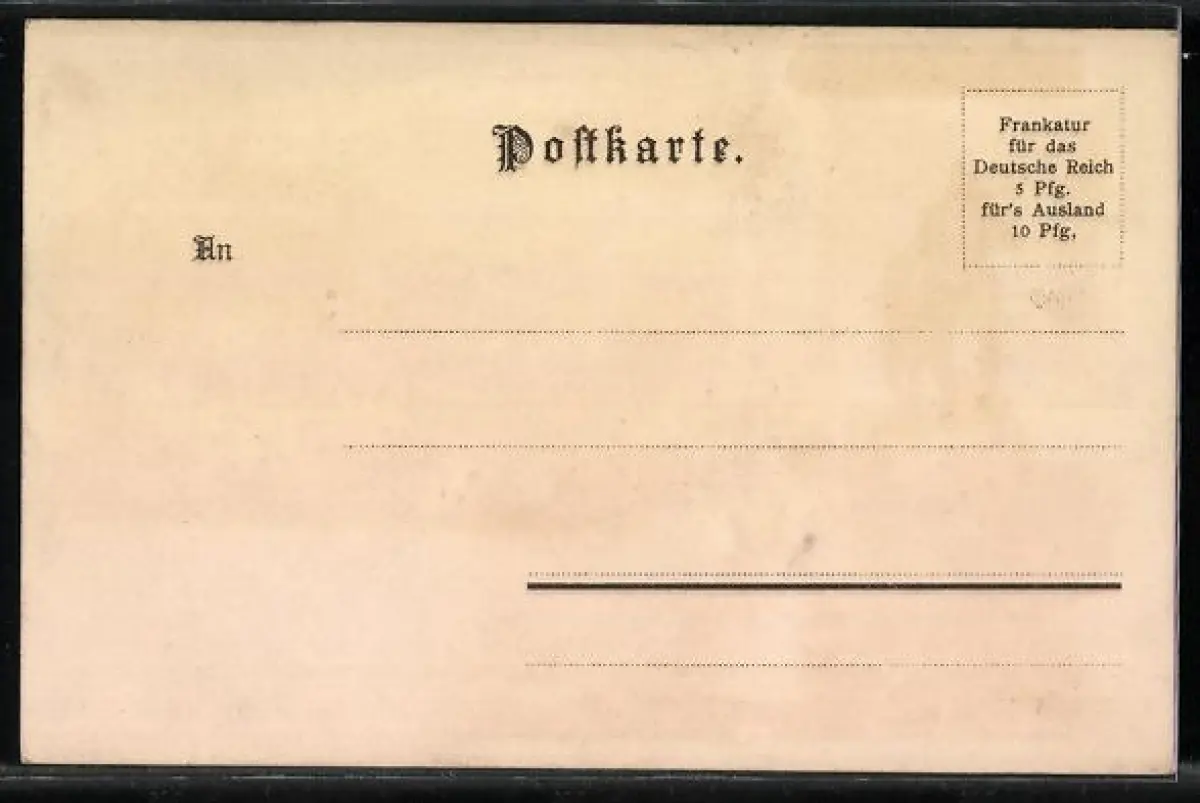 Poſtkarte.
Frankatur
für das
Deutsche Reich
5 Pfg.
für's Ausland
10 Pfg.
An